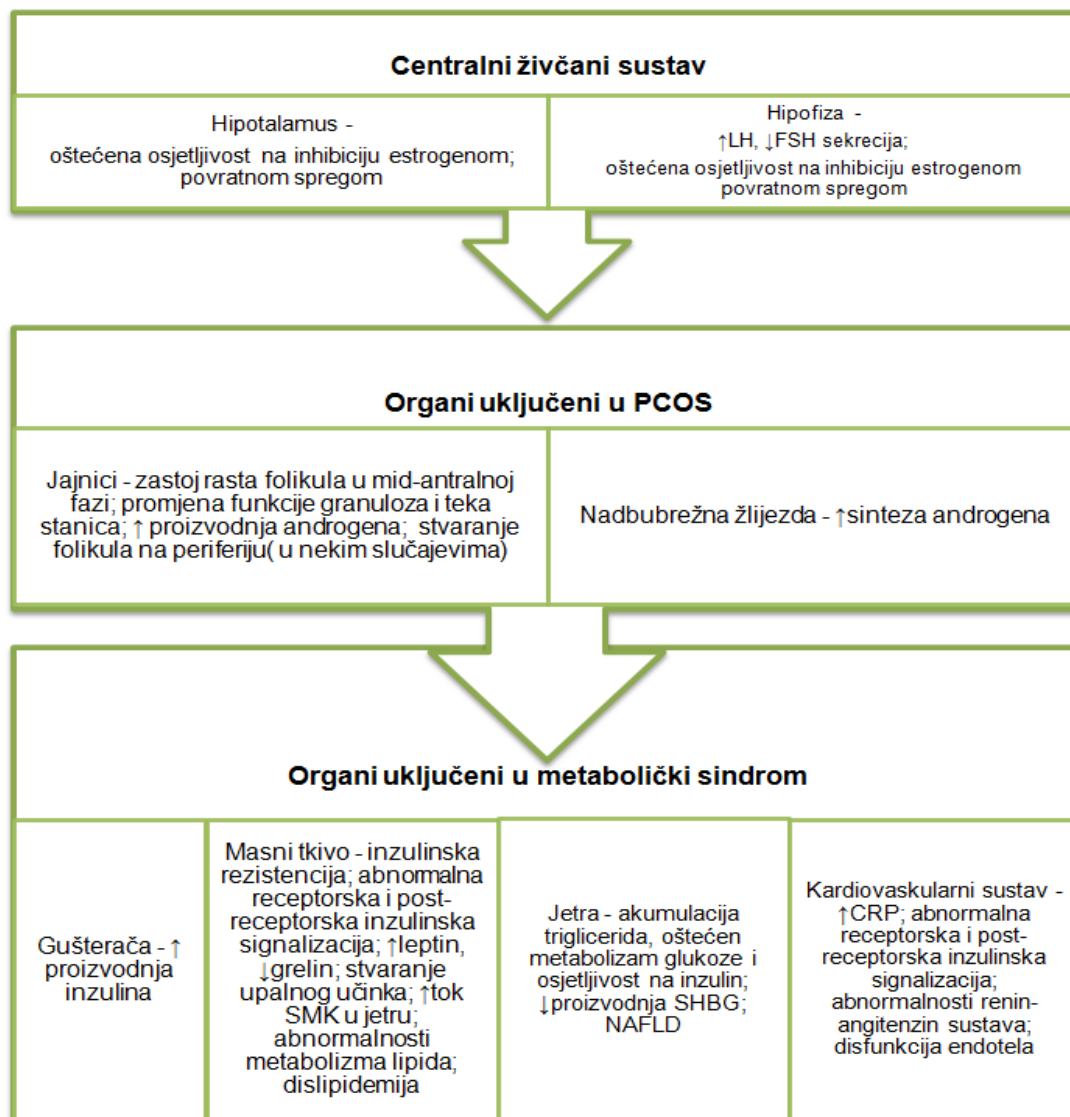 Centralni živčani sustav
Hipotalamus -
oštećena osjetljivost na inhibiciju estrogenom;
povratnom spregom
Hipofiza -
↑LH, ↓FSH sekrecija;
oštećena osjetljivost na inhibiciju estrogenom
povratnom spregom
Organi uključeni u PCOS
Jajnici - zastoj rasta folikula u mid-antralnoj
fazi; promjena funkcije granuloza i teka
stanica; ↑ proizvodnja androgena; stvaranje
folikula na periferiju( u nekim slučajevima)
Nadbubrežna žlijezda - ↑sinteza androgena
Organi uključeni u metabolički sindrom
Gušterača - ↑
proizvodnja
inzulina
Masni tkivo - inzulinska
rezistencija; abnormalna
receptorska i post-
receptorska inzulinska
signalizacija; ↑leptin,
↓grelin; stvaranje
upalnog učinka; ↑tok
SMK u jetru;
abnormalnosti
metabolizma lipida;
dislipidemija
Jetra - akumulacija
triglicerida, oštećen
metabolizam glukoze i
osjetljivost na inzulin;
↓proizvodnja SHBG;
NAFLD
Kardiovaskularni sustav -
↑CRP; abnormalna
receptorska i post-
receptorska inzulinska
signalizacija;
abnormalnosti renin-
angitenzin sustava;
disfunkcija endotela